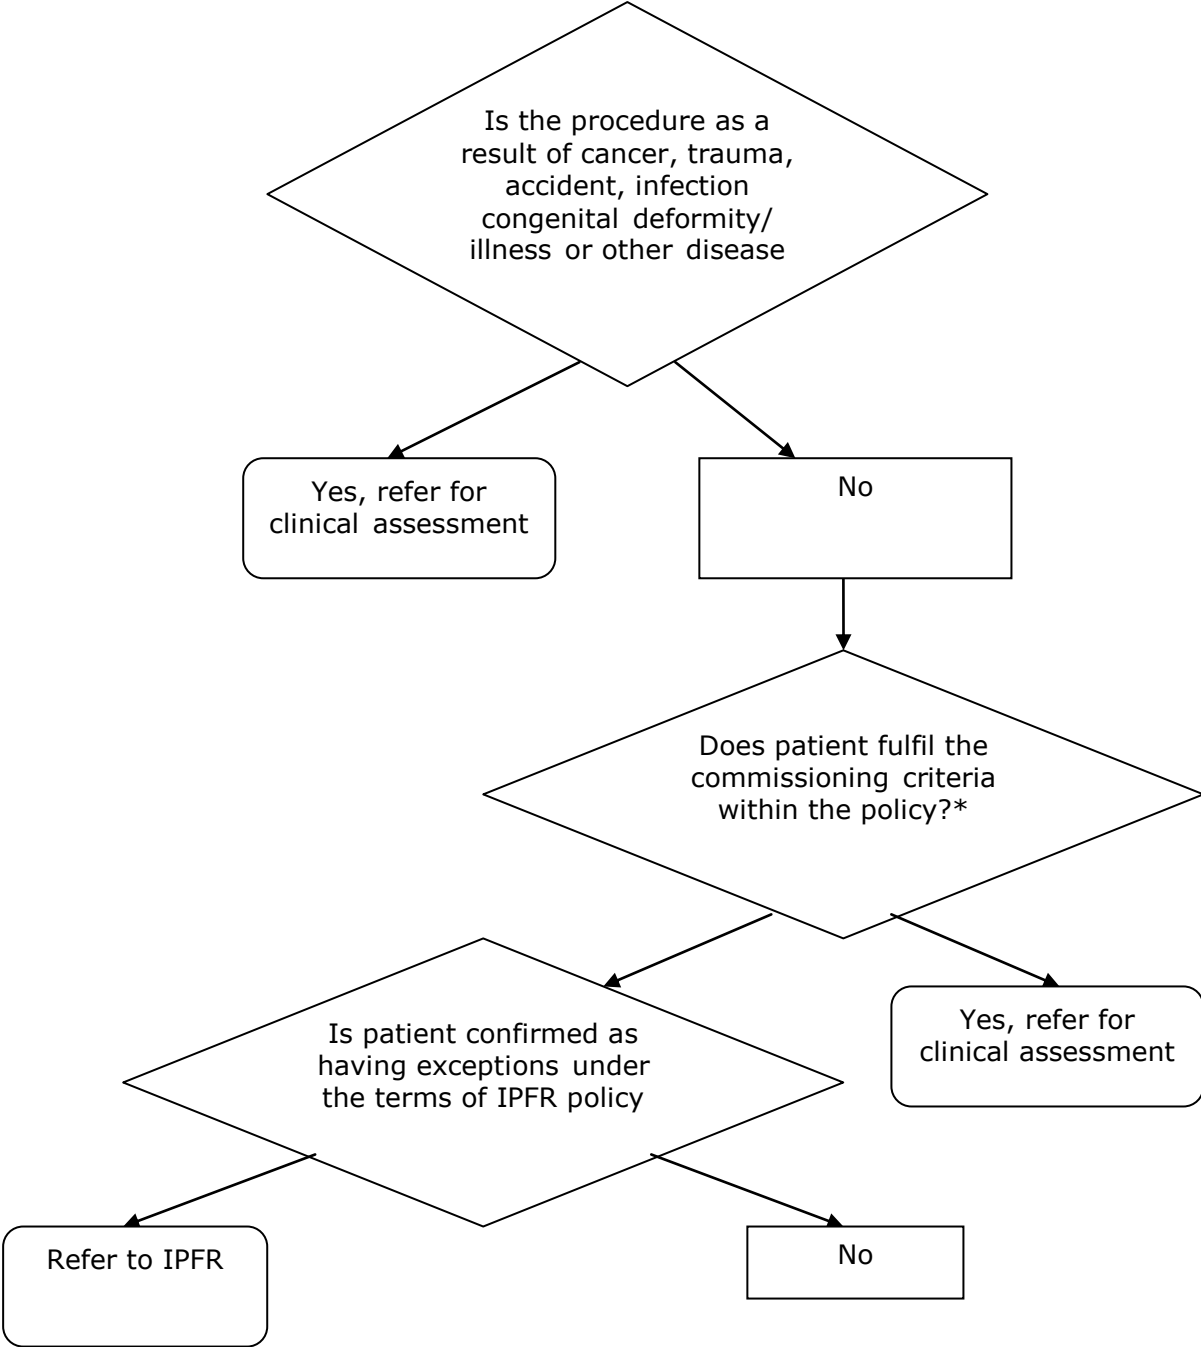 Is the procedure as a
result of cancer, trauma,
accident, infection
congenital deformity/
illness or other disease
Yes, refer for
clinical assessment
No
Does patient fulfil the
commissioning criteria
within the policy?*
Is patient confirmed as
having exceptions under
the terms of IPFR policy
Yes, refer for
clinical assessment
Refer to IPFR
No